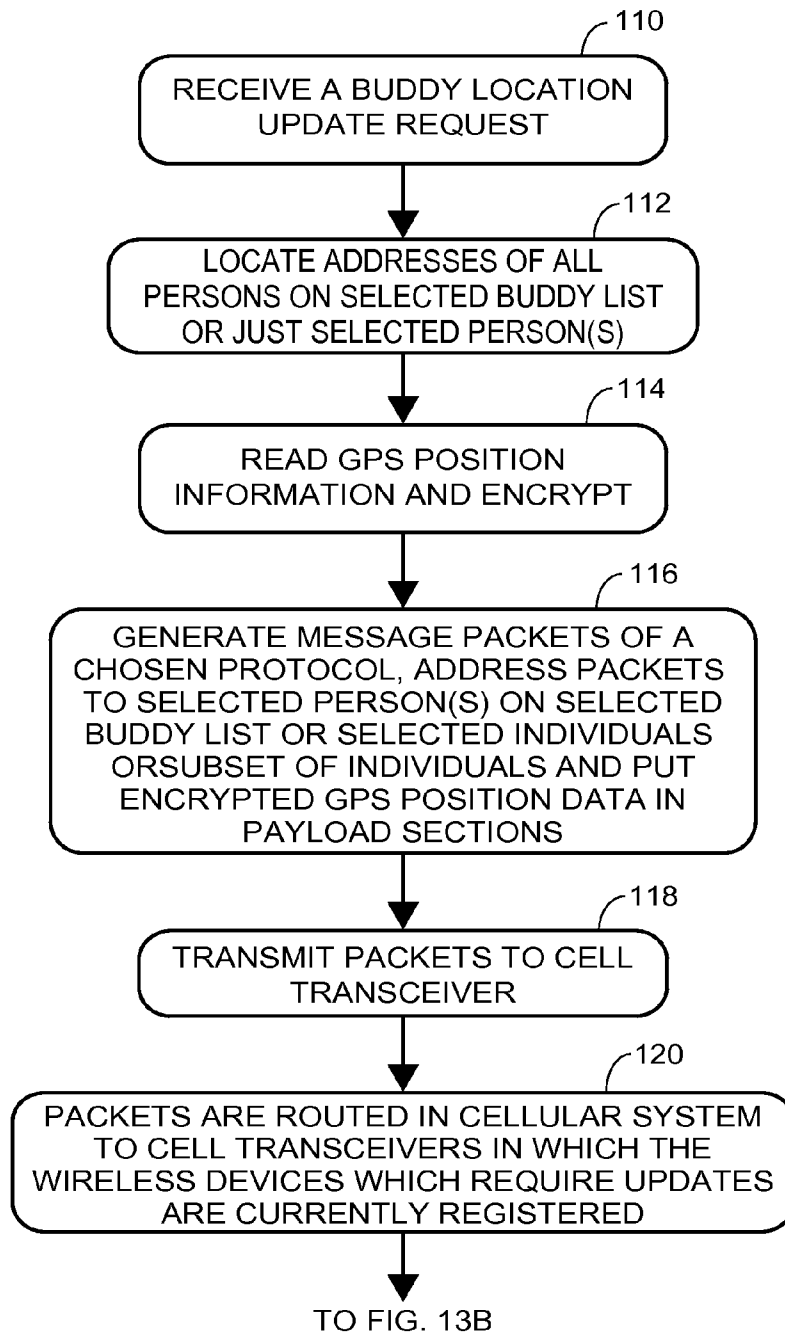 110
RECEIVE A BUDDY LOCATION
UPDATE REQUEST
112
LOCATE ADDRESSES OF ALL
PERSONS ON SELECTED BUDDY LIST
OR JUST SELECTED PERSON(S)
114
READ GPS POSITION
INFORMATION AND ENCRYPT
116
GENERATE MESSAGE PACKETS OF A
CHOSEN PROTOCOL, ADDRESS PACKETS
TO SELECTED PERSON(S) ON SELECTED
BUDDY LIST OR SELECTED INDIVIDUALS
ORSUBSET OF INDIVIDUALS AND PUT
ENCRYPTED GPS POSITION DATA IN
PAYLOAD SECTIONS
118
TRANSMIT PACKETS TO CELL
TRANSCEIVER
120
PACKETS ARE ROUTED IN CELLULAR SYSTEM
TO CELL TRANSCEIVERS IN WHICH THE
WIRELESS DEVICES WHICH REQUIRE UPDATES
ARE CURRENTLY REGISTERED
TO FIG. 13B